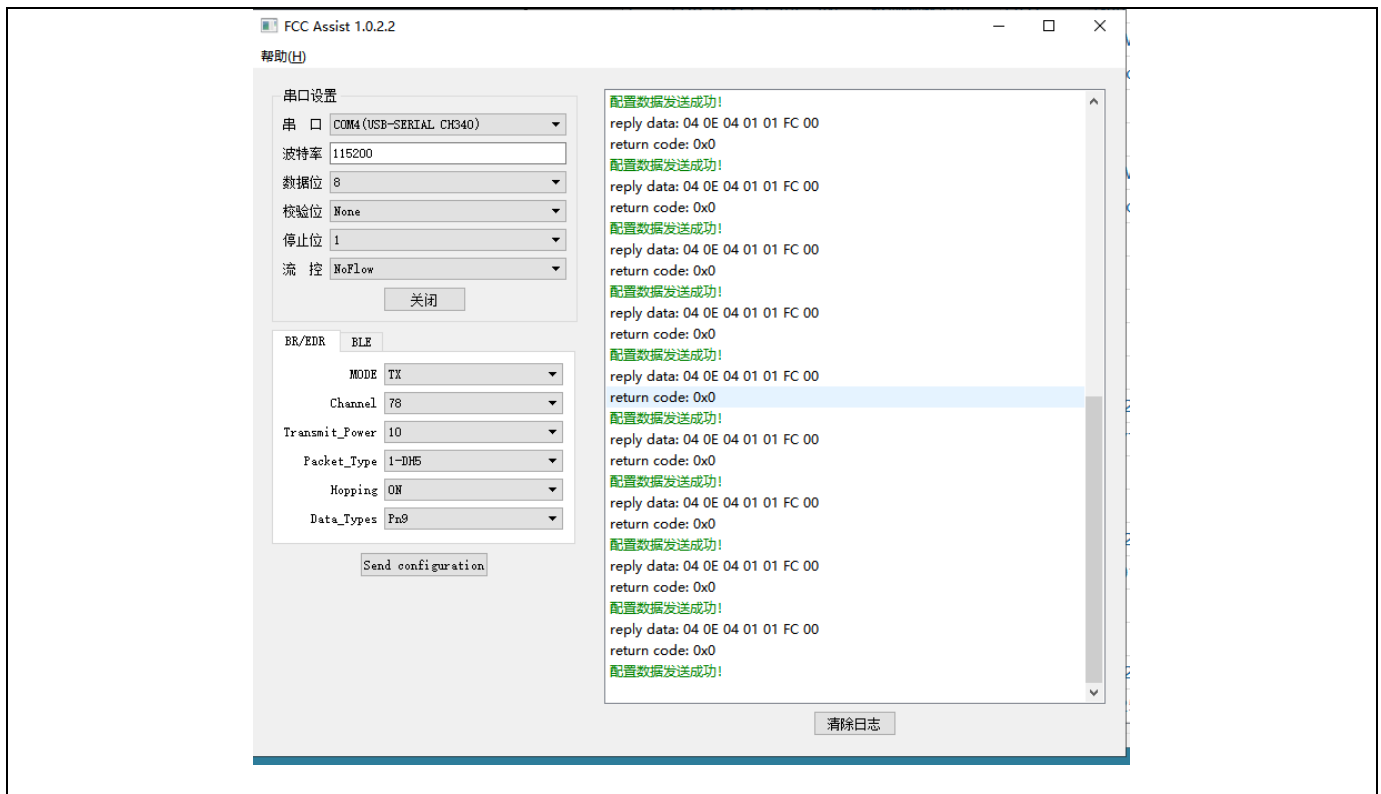 FCC Assist 1.0.2.2
帮助(H)
串口设置
串 口 COM4(USB-SERIAL CH340)
波特率 115200
数据位 8
校验位 None
停止位 1
流 控 NoFlow
关闭
BR/EDR BLE
MODE TX
Channel 78
Transmit_Power 10
Packet_Type 1-DH5
Hopping ON
Data_Types Pn9
Send configuration
配置数据发送成功!
reply data: 04 0E 04 01 01 FC 00
return code: 0x0
配置数据发送成功!
reply data: 04 0E 04 01 01 FC 00
return code: 0x0
配置数据发送成功!
reply data: 04 0E 04 01 01 FC 00
return code: 0x0
配置数据发送成功!
reply data: 04 0E 04 01 01 FC 00
return code: 0x0
配置数据发送成功!
reply data: 04 0E 04 01 01 FC 00
return code: 0x0
配置数据发送成功!
reply data: 04 0E 04 01 01 FC 00
return code: 0x0
配置数据发送成功!
reply data: 04 0E 04 01 01 FC 00
return code: 0x0
配置数据发送成功!
reply data: 04 0E 04 01 01 FC 00
return code: 0x0
配置数据发送成功!
reply data: 04 0E 04 01 01 FC 00
return code: 0x0
配置数据发送成功!
清除日志